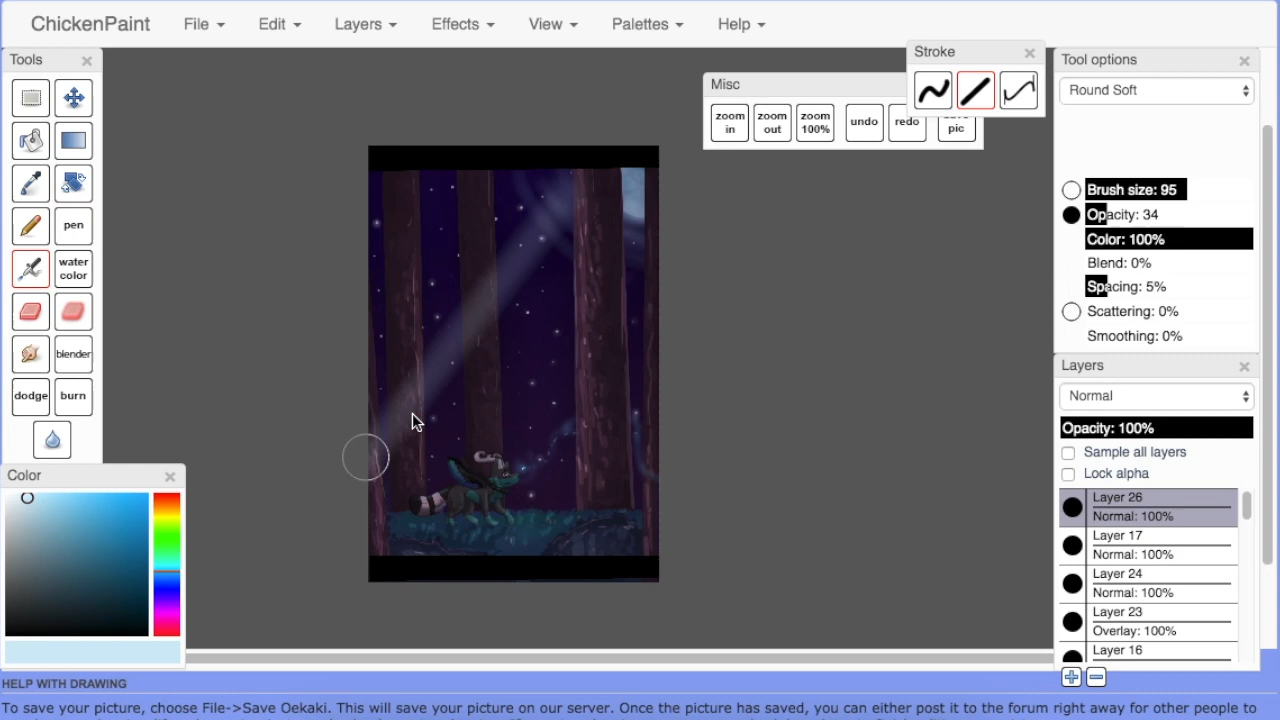 ChickenPaint File Edit Layers Effects View Palettes Help
Tools
Stroke
Tool options
Round Soft
Misc
zoom in
zoom out
zoom 100%
undo
redo
pic
Brush size: 95
Opacity: 34
Color: 100%
Blend: 0%
Spacing: 5%
Scattering: 0%
Smoothing: 0%
pen
water color
blender
dodge
burn
Layers
Normal
Opacity: 100%
Sample all layers
Lock alpha
Layer 26
Normal: 100%
Layer 17
Normal: 100%
Layer 24
Normal: 100%
Layer 23
Overlay: 100%
Layer 16
Color
HELP WITH DRAWING
To save your picture, choose File->Save Oekaki. This will save your picture on our server. Once the picture has saved, you can either post it to the forum right away for other people to